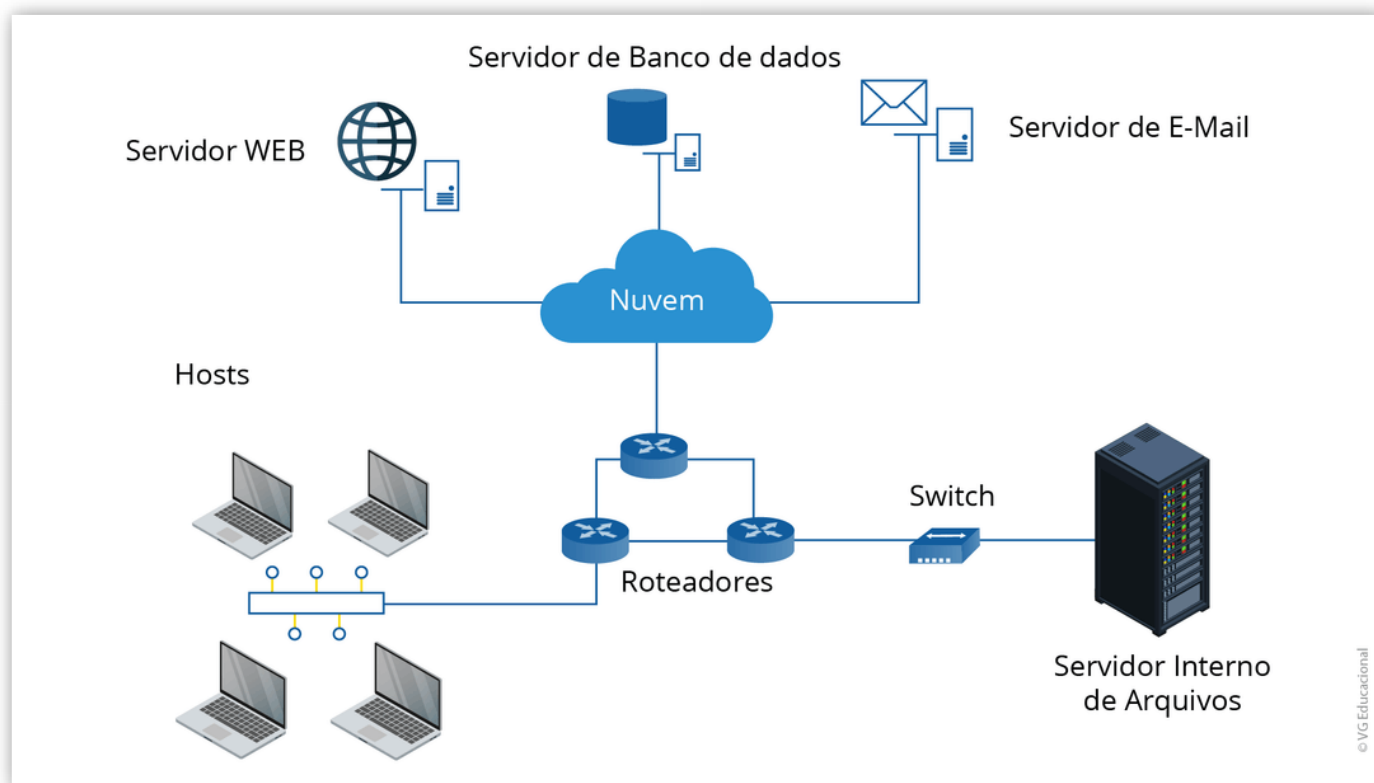 Servidor de Banco de dados
Servidor WEB
Servidor de E-Mail
Nuvem
Hosts
Switch
Roteadores
Servidor Interno
de Arquivos
© VG Educacional